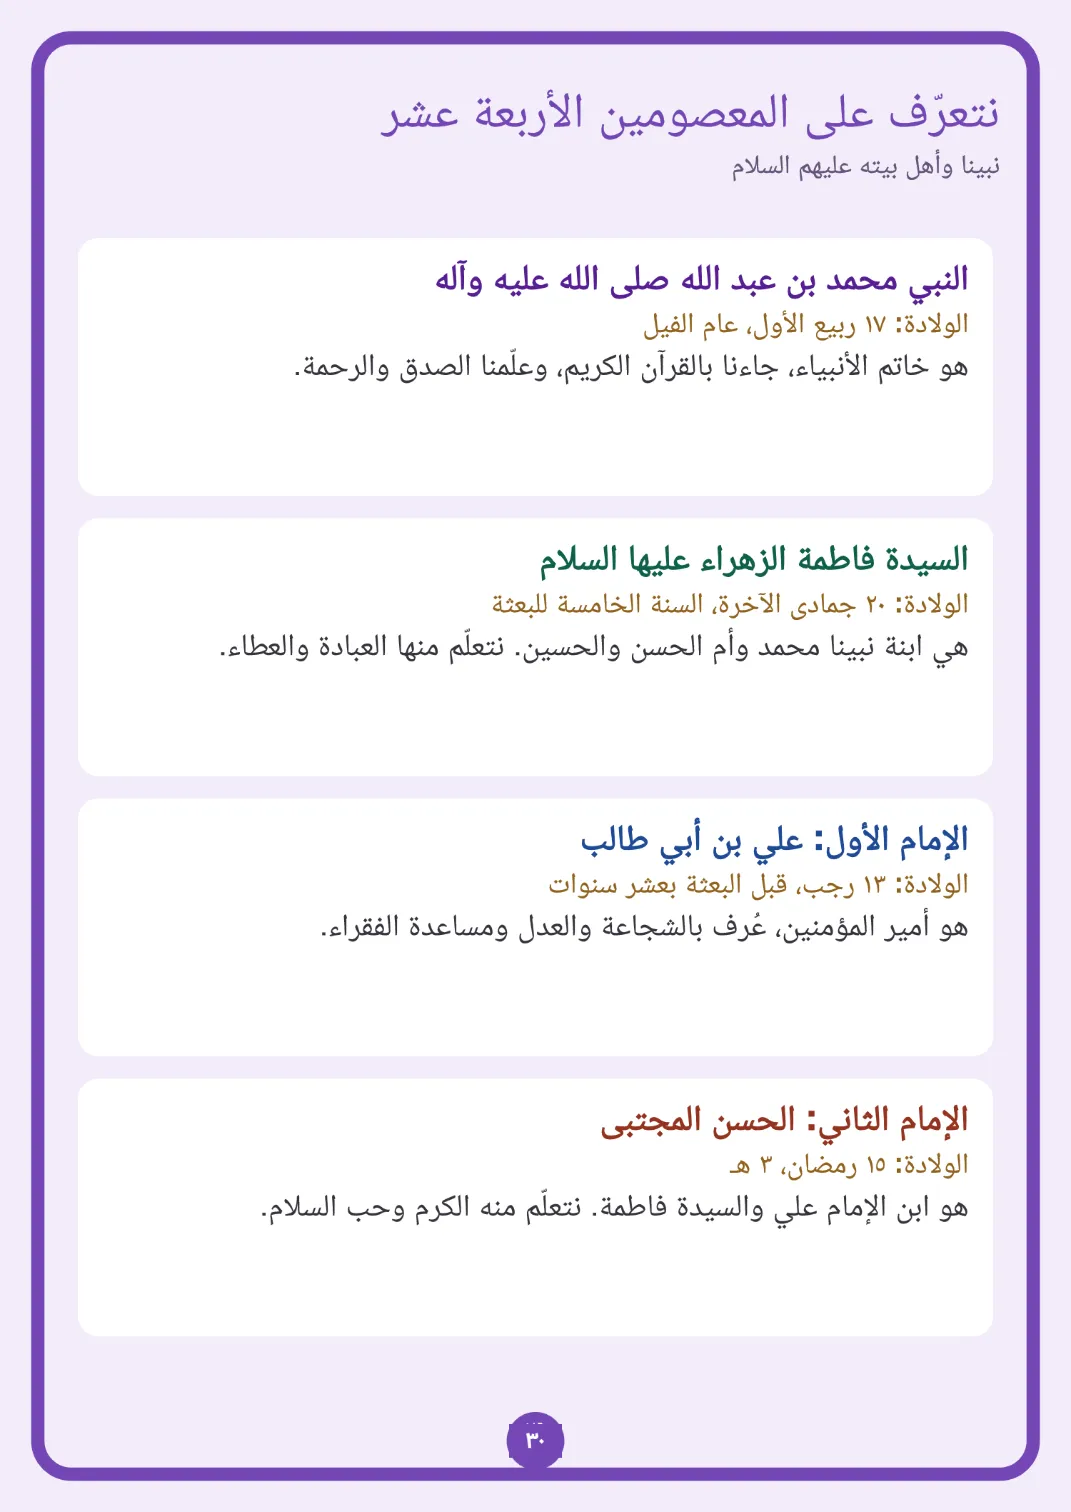 نتعرّف على المعصومين الأربعة عشر
نبينا وأهل بيته عليهم السلام
النبي محمد بن عبد الله صلى الله عليه وآله
الولادة: ١٧ ربيع الأول، عام الفيل
هو خاتم الأنبياء، جاءنا بالقرآن الكريم، وعلّمنا الصدق والرحمة.
السيدة فاطمة الزهراء عليها السلام
الولادة: ٢٠ جمادى الآخرة، السنة الخامسة للبعثة
هي ابنة نبينا محمد وأم الحسن والحسين. نتعلّم منها العبادة والعطاء.
الإمام الأول: علي بن أبي طالب
الولادة: ١٣ رجب، قبل البعثة بعشر سنوات
هو أمير المؤمنين، عُرف بالشجاعة والعدل ومساعدة الفقراء.
الإمام الثاني: الحسن المجتبى
الولادة: ١٥ رمضان، ٣ هـ
هو ابن الإمام علي والسيدة فاطمة. نتعلّم منه الكرم وحب السلام.
٣٠